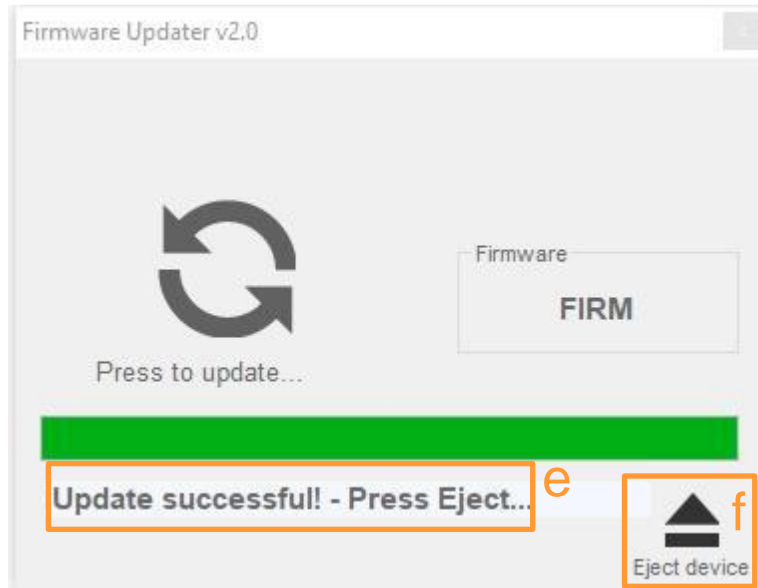 Firmware Updater v2.0
Firmware
FIRM
Press to update...
Update successful! - Press Eject...
e
f
Eject device